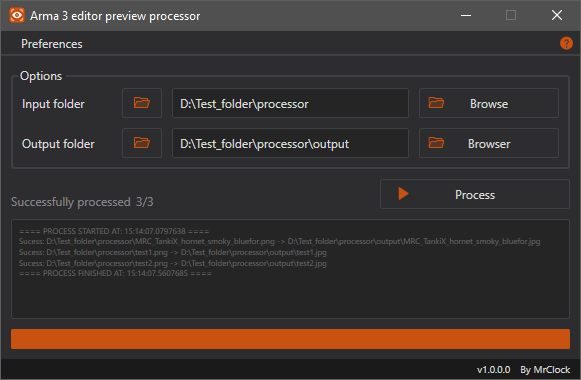 Arma 3 editor preview processor
Preferences
?
Options
Input folder D:\Test_folder\processor Browse
Output folder D:\Test_folder\processor\output Browser
Process
Successfully processed 3/3
==== PROCESS STARTED AT: 15:14:07.0797638 ====
Sucess: D:\Test_folder\processor\MRC_TankiX_hornet_smoky_bluefor.png -> D:\Test_folder\processor\output\MRC_TankiX_hornet_smoky_bluefor.jpg
Sucess: D:\Test_folder\processor\test1.png -> D:\Test_folder\processor\output\test1.jpg
Sucess: D:\Test_folder\processor\test2.png -> D:\Test_folder\processor\output\test2.jpg
==== PROCESS FINISHED AT: 15:14:07.5607685 ====
v1.0.0.0 By MrClock